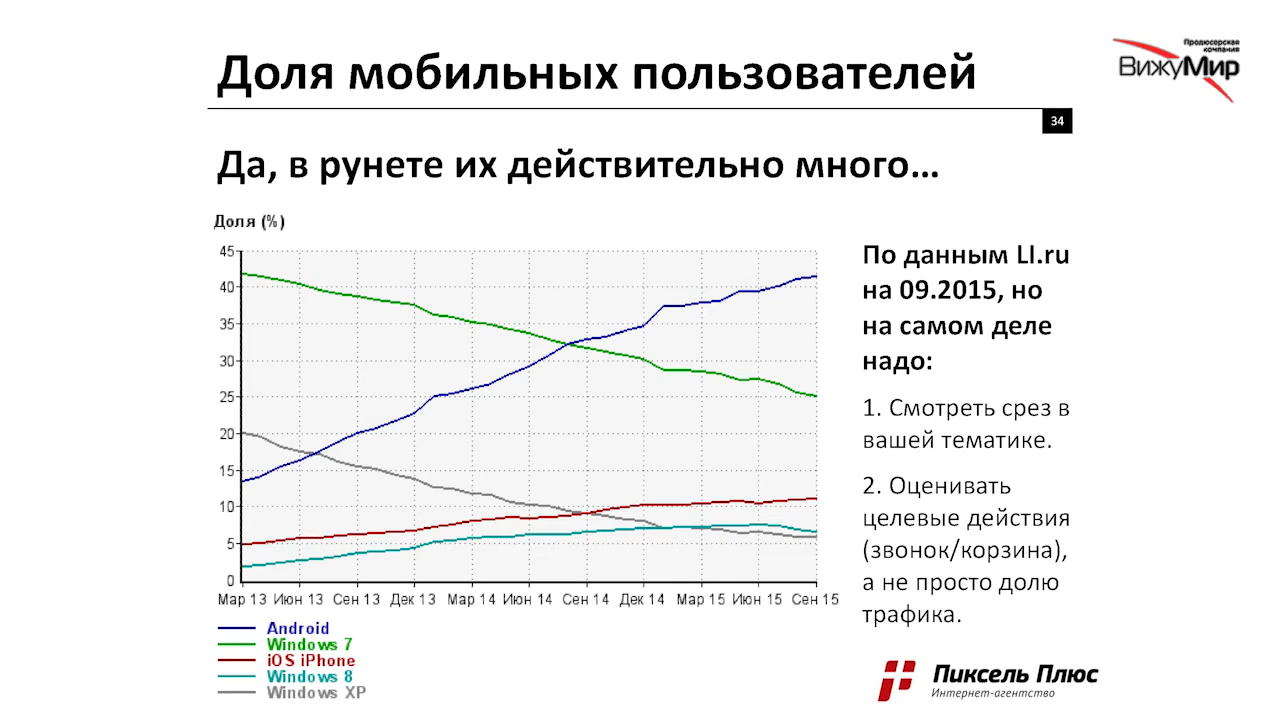 Доля мобильных пользователей
Продюсерская
компания
ВижуМир
34
Да, в рунете их действительно много...
Доля (%)
45
40
35
30
25
20
15
10
5
0
Мар 13 Июн 13 Сен 13 Дек 13 Мар 14 Июн 14 Сен 14 Дек 14 Мар 15 Июн 15 Сен 15
Android
Windows 7
iOS iPhone
Windows 8
Windows XP
По данным LI.ru
на 09.2015, но
на самом деле
надо:
1. Смотреть срез в
вашей тематике.
2. Оценивать
целевые действия
(звонок/корзина),
а не просто долю
трафика.
Пиксель Плюс
Интернет-агентство